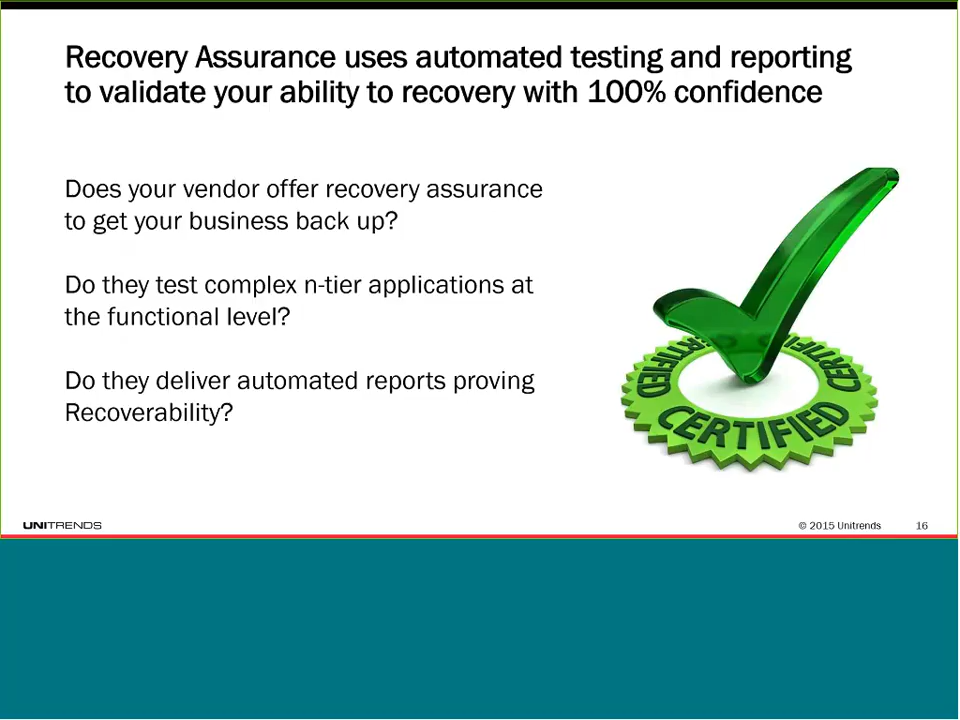 Recovery Assurance uses automated testing and reporting
to validate your ability to recovery with 100% confidence
Does your vendor offer recovery assurance
to get your business back up?
Do they test complex n-tier applications at
the functional level?
Do they deliver automated reports proving
Recoverability?
CERTIFIED
CERTIFIED
CERTIFIED
UNITRENDS
© 2015 Unitrends
16